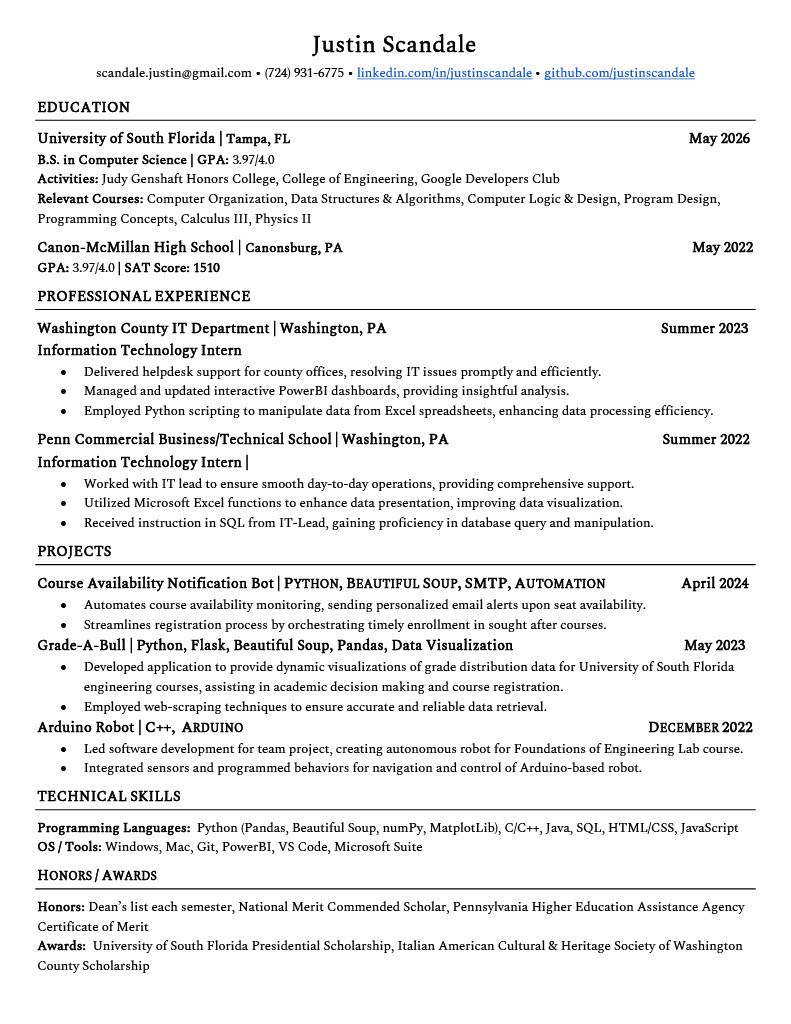 Justin Scandale
scandale.justin@gmail.com • (724) 931-6775 • linkedin.com/in/justinscandale • github.com/justinscandale
EDUCATION
University of South Florida | Tampa, FL May 2026
B.S. in Computer Science | GPA: 3.97/4.0
Activities: Judy Genshaft Honors College, College of Engineering, Google Developers Club
Relevant Courses: Computer Organization, Data Structures & Algorithms, Computer Logic & Design, Program Design,
Programming Concepts, Calculus III, Physics II
Canon-McMillan High School | Canonsburg, PA May 2022
GPA: 3.97/4.0 | SAT Score: 1510
PROFESSIONAL EXPERIENCE
Washington County IT Department | Washington, PA Summer 2023
Information Technology Intern
• Delivered helpdesk support for county offices, resolving IT issues promptly and efficiently.
• Managed and updated interactive PowerBI dashboards, providing insightful analysis.
• Employed Python scripting to manipulate data from Excel spreadsheets, enhancing data processing efficiency.
Penn Commercial Business/Technical School | Washington, PA Summer 2022
Information Technology Intern |
• Worked with IT lead to ensure smooth day-to-day operations, providing comprehensive support.
• Utilized Microsoft Excel functions to enhance data presentation, improving data visualization.
• Received instruction in SQL from IT-Lead, gaining proficiency in database query and manipulation.
PROJECTS
Course Availability Notification Bot | PYTHON, BEAUTIFUL SOUP, SMTP, AUTOMATION April 2024
• Automates course availability monitoring, sending personalized email alerts upon seat availability.
• Streamlines registration process by orchestrating timely enrollment in sought after courses.
Grade-A-Bull | Python, Flask, Beautiful Soup, Pandas, Data Visualization May 2023
• Developed application to provide dynamic visualizations of grade distribution data for University of South Florida
engineering courses, assisting in academic decision making and course registration.
• Employed web-scraping techniques to ensure accurate and reliable data retrieval.
Arduino Robot | C++, ARDUINO DECEMBER 2022
• Led software development for team project, creating autonomous robot for Foundations of Engineering Lab course.
• Integrated sensors and programmed behaviors for navigation and control of Arduino-based robot.
TECHNICAL SKILLS
Programming Languages: Python (Pandas, Beautiful Soup, numPy, MatplotLib), C/C++, Java, SQL, HTML/CSS, JavaScript
OS / Tools: Windows, Mac, Git, PowerBI, VS Code, Microsoft Suite
HONORS / AWARDS
Honors: Dean's list each semester, National Merit Commended Scholar, Pennsylvania Higher Education Assistance Agency
Certificate of Merit
Awards: University of South Florida Presidential Scholarship, Italian American Cultural & Heritage Society of Washington
County Scholarship